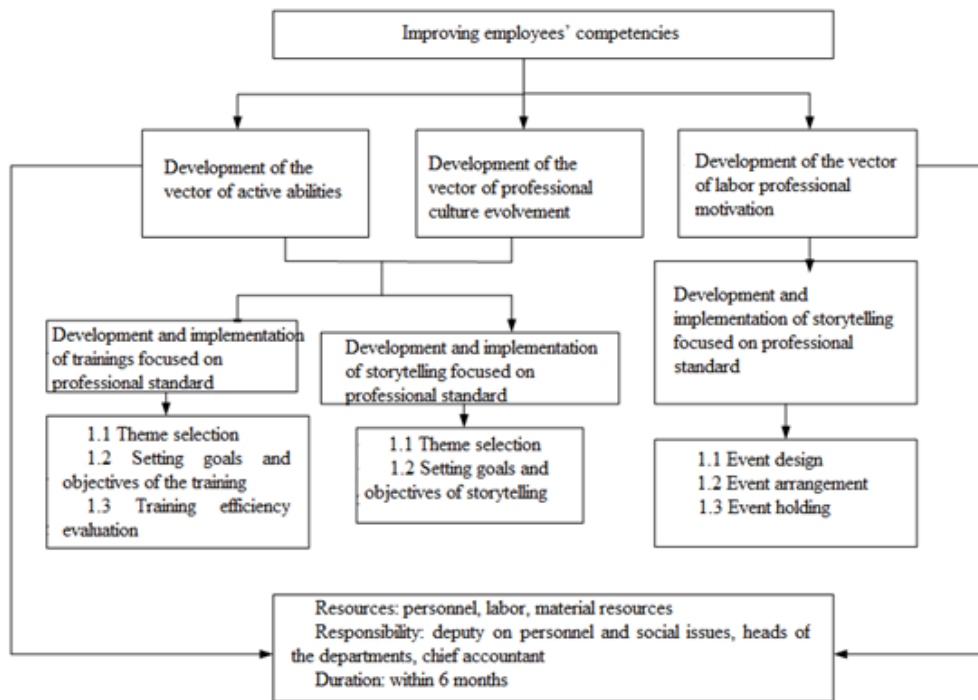 Improving employees' competencies
Development of the
vector of active abilities
Development of the
vector of professional
culture evolvement
Development of the vector
of labor professional
motivation
Development and implementation
of trainings focused on
professional standard
Development and implementation
of storytelling focused on
professional standard
Development and
implementation of storytelling
focused on professional
standard
1.1 Theme selection
1.2 Setting goals and
objectives of the training
1.3 Training efficiency
evaluation
1.1 Theme selection
1.2 Setting goals and
objectives of storytelling
1.1 Event design
1.2 Event arrangement
1.3 Event holding
Resources: personnel, labor, material resources
Responsibility: deputy on personnel and social issues, heads of
the departments, chief accountant
Duration: within 6 months